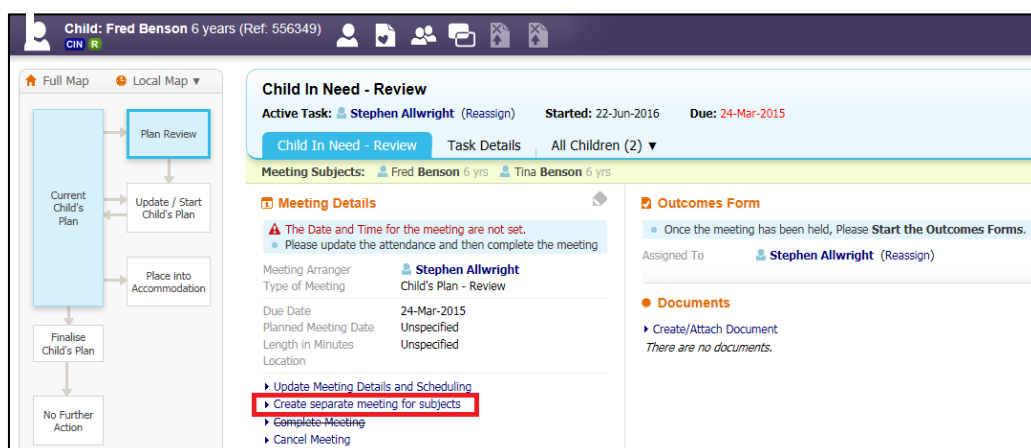 Child: Fred Benson 6 years (Ref: 556349)
CIN R
Full Map Local Map ▼
Plan Review
Current
Child's
Plan
Update / Start
Child's Plan
Place into
Accommodation
Finalise
Child's Plan
No Further
Action
Child In Need - Review
Active Task: Stephen Allwright (Reassign) Started: 22-Jun-2016 Due: 24-Mar-2015
Child In Need - Review Task Details All Children (2) ▼
Meeting Subjects: Fred Benson 6 yrs Tina Benson 6 yrs
Meeting Details
The Date and Time for the meeting are not set.
Please update the attendance and then complete the meeting
Meeting Arranger Stephen Allwright
Type of Meeting Child's Plan - Review
Due Date 24-Mar-2015
Planned Meeting Date Unspecified
Length in Minutes Unspecified
Location
Update Meeting Details and Scheduling
Create separate meeting for subjects
Complete Meeting
Cancel Meeting
Outcomes Form
Once the meeting has been held, Please Start the Outcomes Forms.
Assigned To Stephen Allwright (Reassign)
Documents
Create/Attach Document
There are no documents.